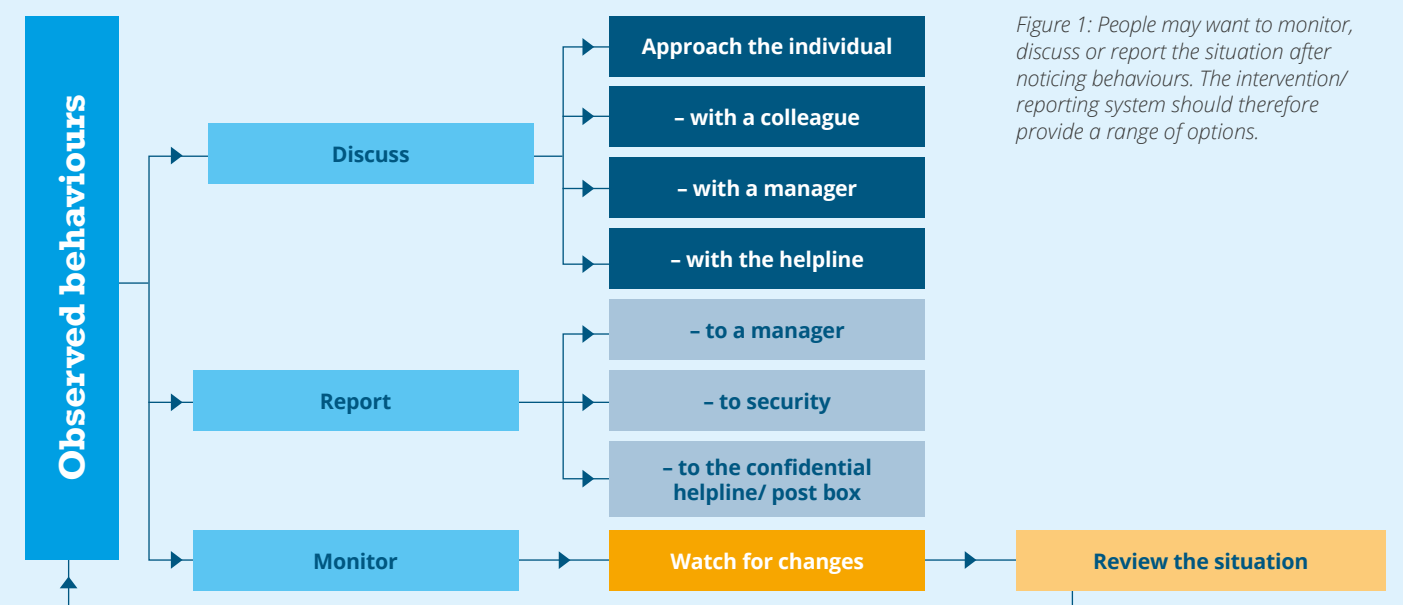 Observed behaviours
Discuss
Approach the individual
– with a colleague
– with a manager
– with the helpline
Report
– to a manager
– to security
– to the confidential
helpline/ post box
Monitor
Watch for changes
Review the situation
Figure 1: People may want to monitor,
discuss or report the situation after
noticing behaviours. The intervention/
reporting system should therefore
provide a range of options.